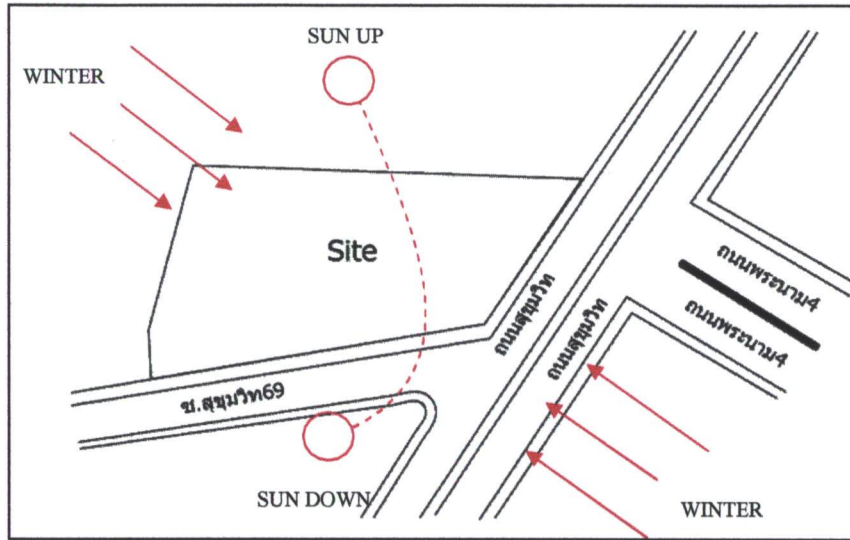 SUN UP
WINTER
Site
ถนนสุขุมวิท
ถนนสุขุมวิท
ถนนพระนาม4
ถนนพระนาม4
ซ.สุขุมวิท69
SUN DOWN
WINTER